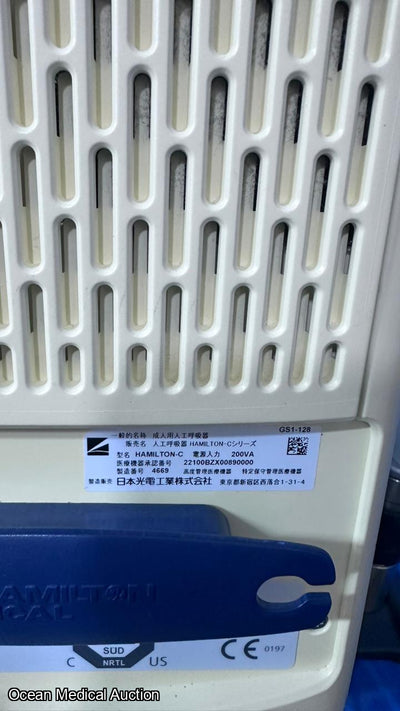 GS1-128
一般的名称 成人用人工呼吸器
販売名 人工呼吸器 HAMILTON-Cシリーズ
型名 HAMILTON-C 電源入力 200VA
医療機器承認番号 22100BZX00890000
製造番号 4669 高度管理医療機器 特定保守管理医療機器
製造販売 日本光電工業株式会社 東京都新宿区西落合1-31-4
HAMILTON
ICAL
SÜD
C NRTL US
CE 0197
Ocean Medical Auction